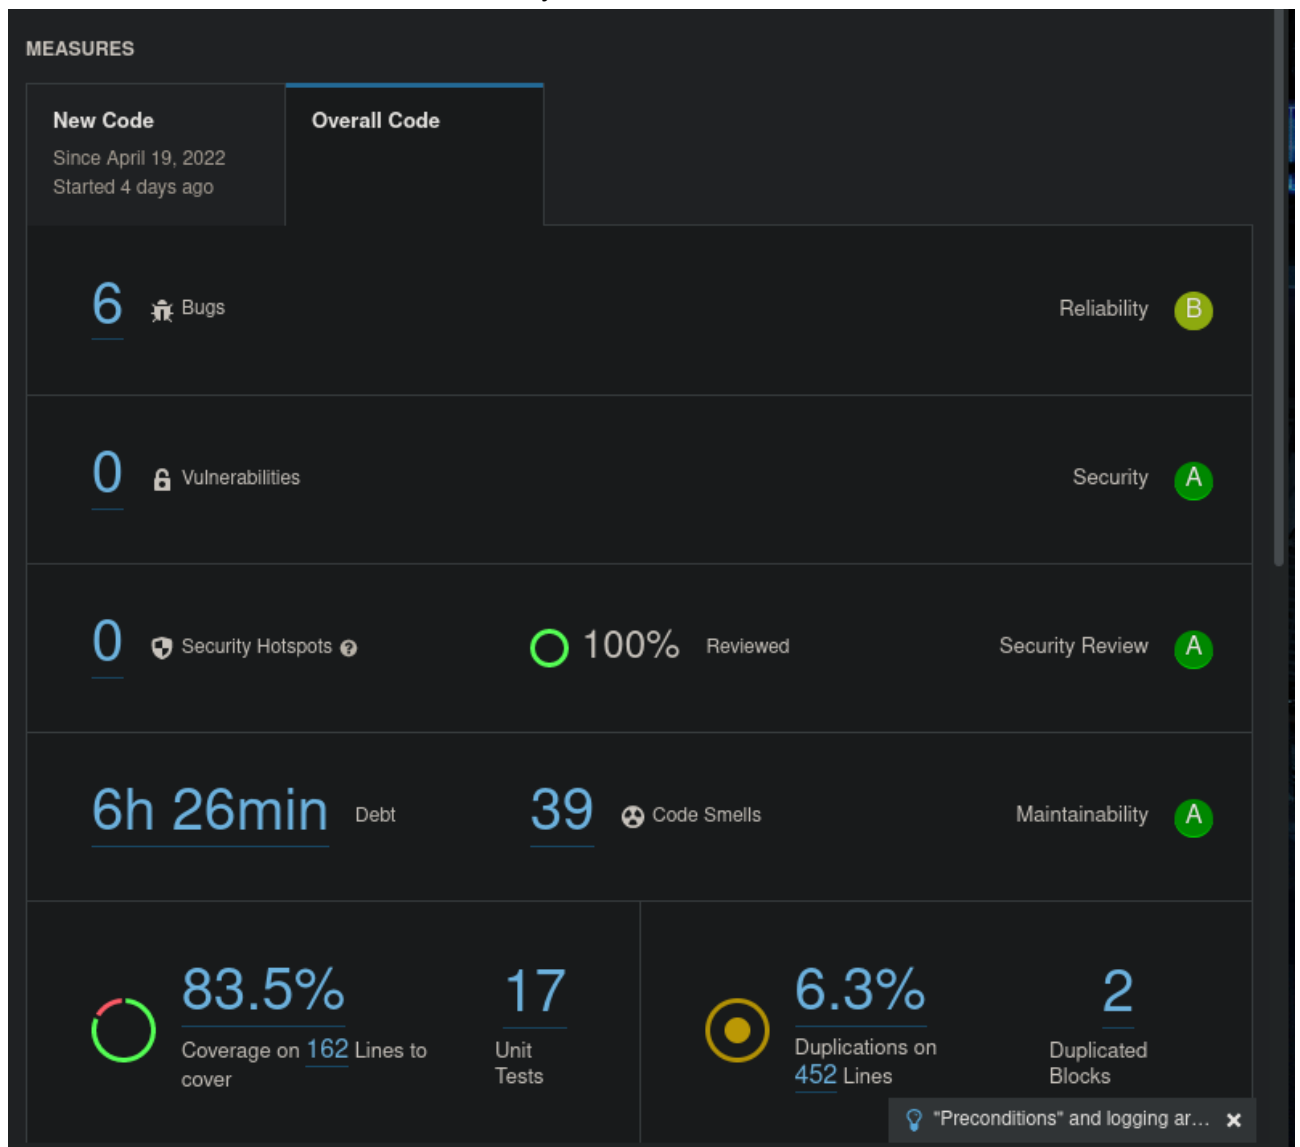 MEASURES
New Code
Since April 19, 2022
Started 4 days ago
Overall Code
6 Bugs
Reliability B
0 Vulnerabilities
Security A
0 Security Hotspots ?
100% Reviewed
Security Review A
6h 26min Debt
39 Code Smells
Maintainability A
83.5%
Coverage on 162 Lines to
cover
17
Unit
Tests
6.3%
Duplications on
452 Lines
2
Duplicated
Blocks
"Preconditions" and logging ar... ×